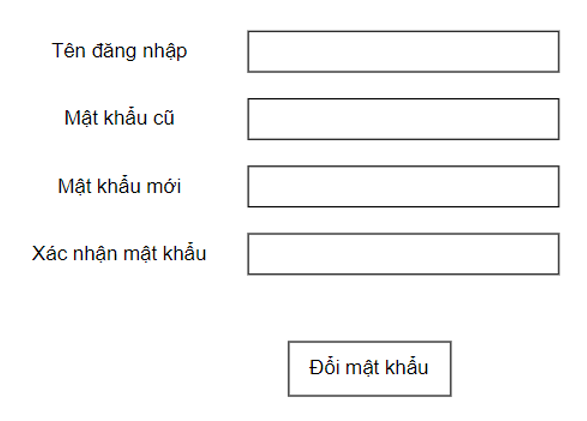 Tên đăng nhập
Mật khẩu cũ
Mật khẩu mới
Xác nhận mật khẩu
Đổi mật khẩu